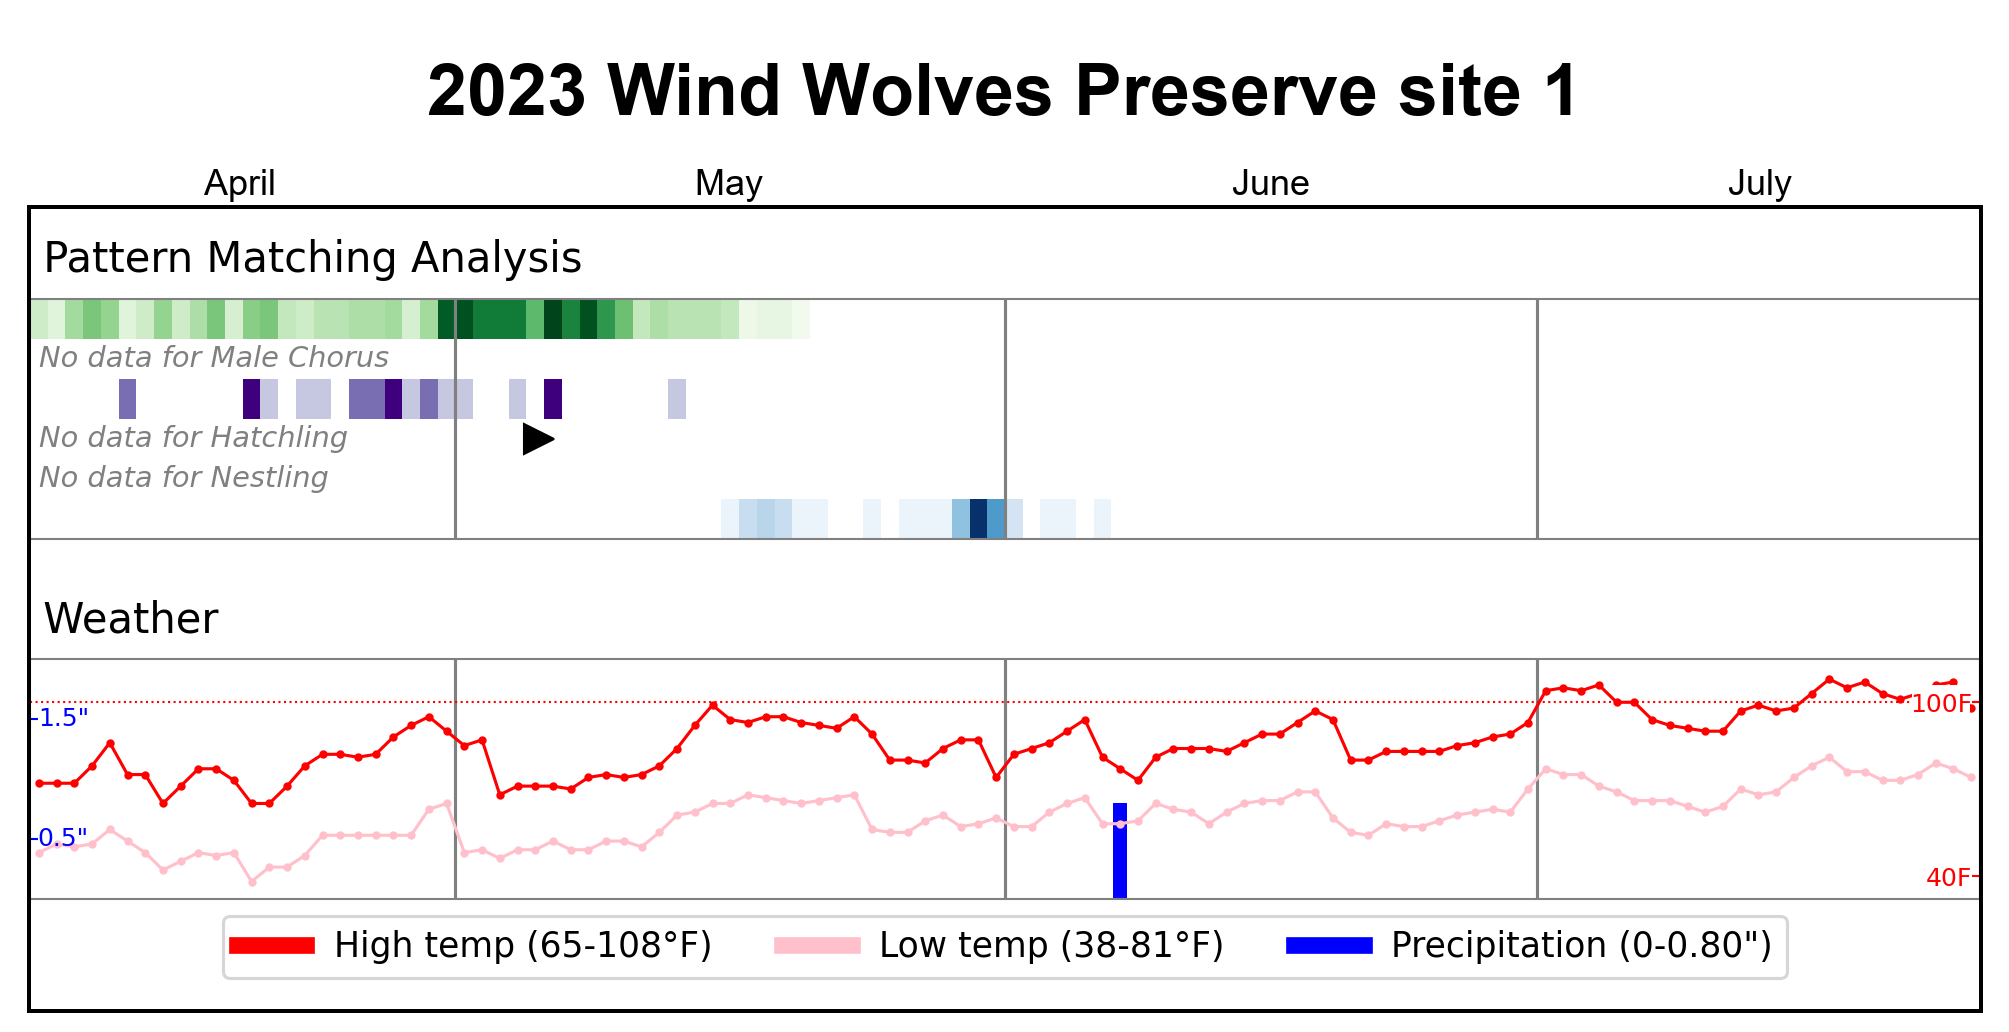 2023 Wind Wolves Preserve site 1
April May June July
Pattern Matching Analysis
No data for Male Chorus
No data for Hatchling
No data for Nestling
Weather
1.5" 100F
0.5"
40F
High temp (65-108°F) Low temp (38-81°F) Precipitation (0-0.80")